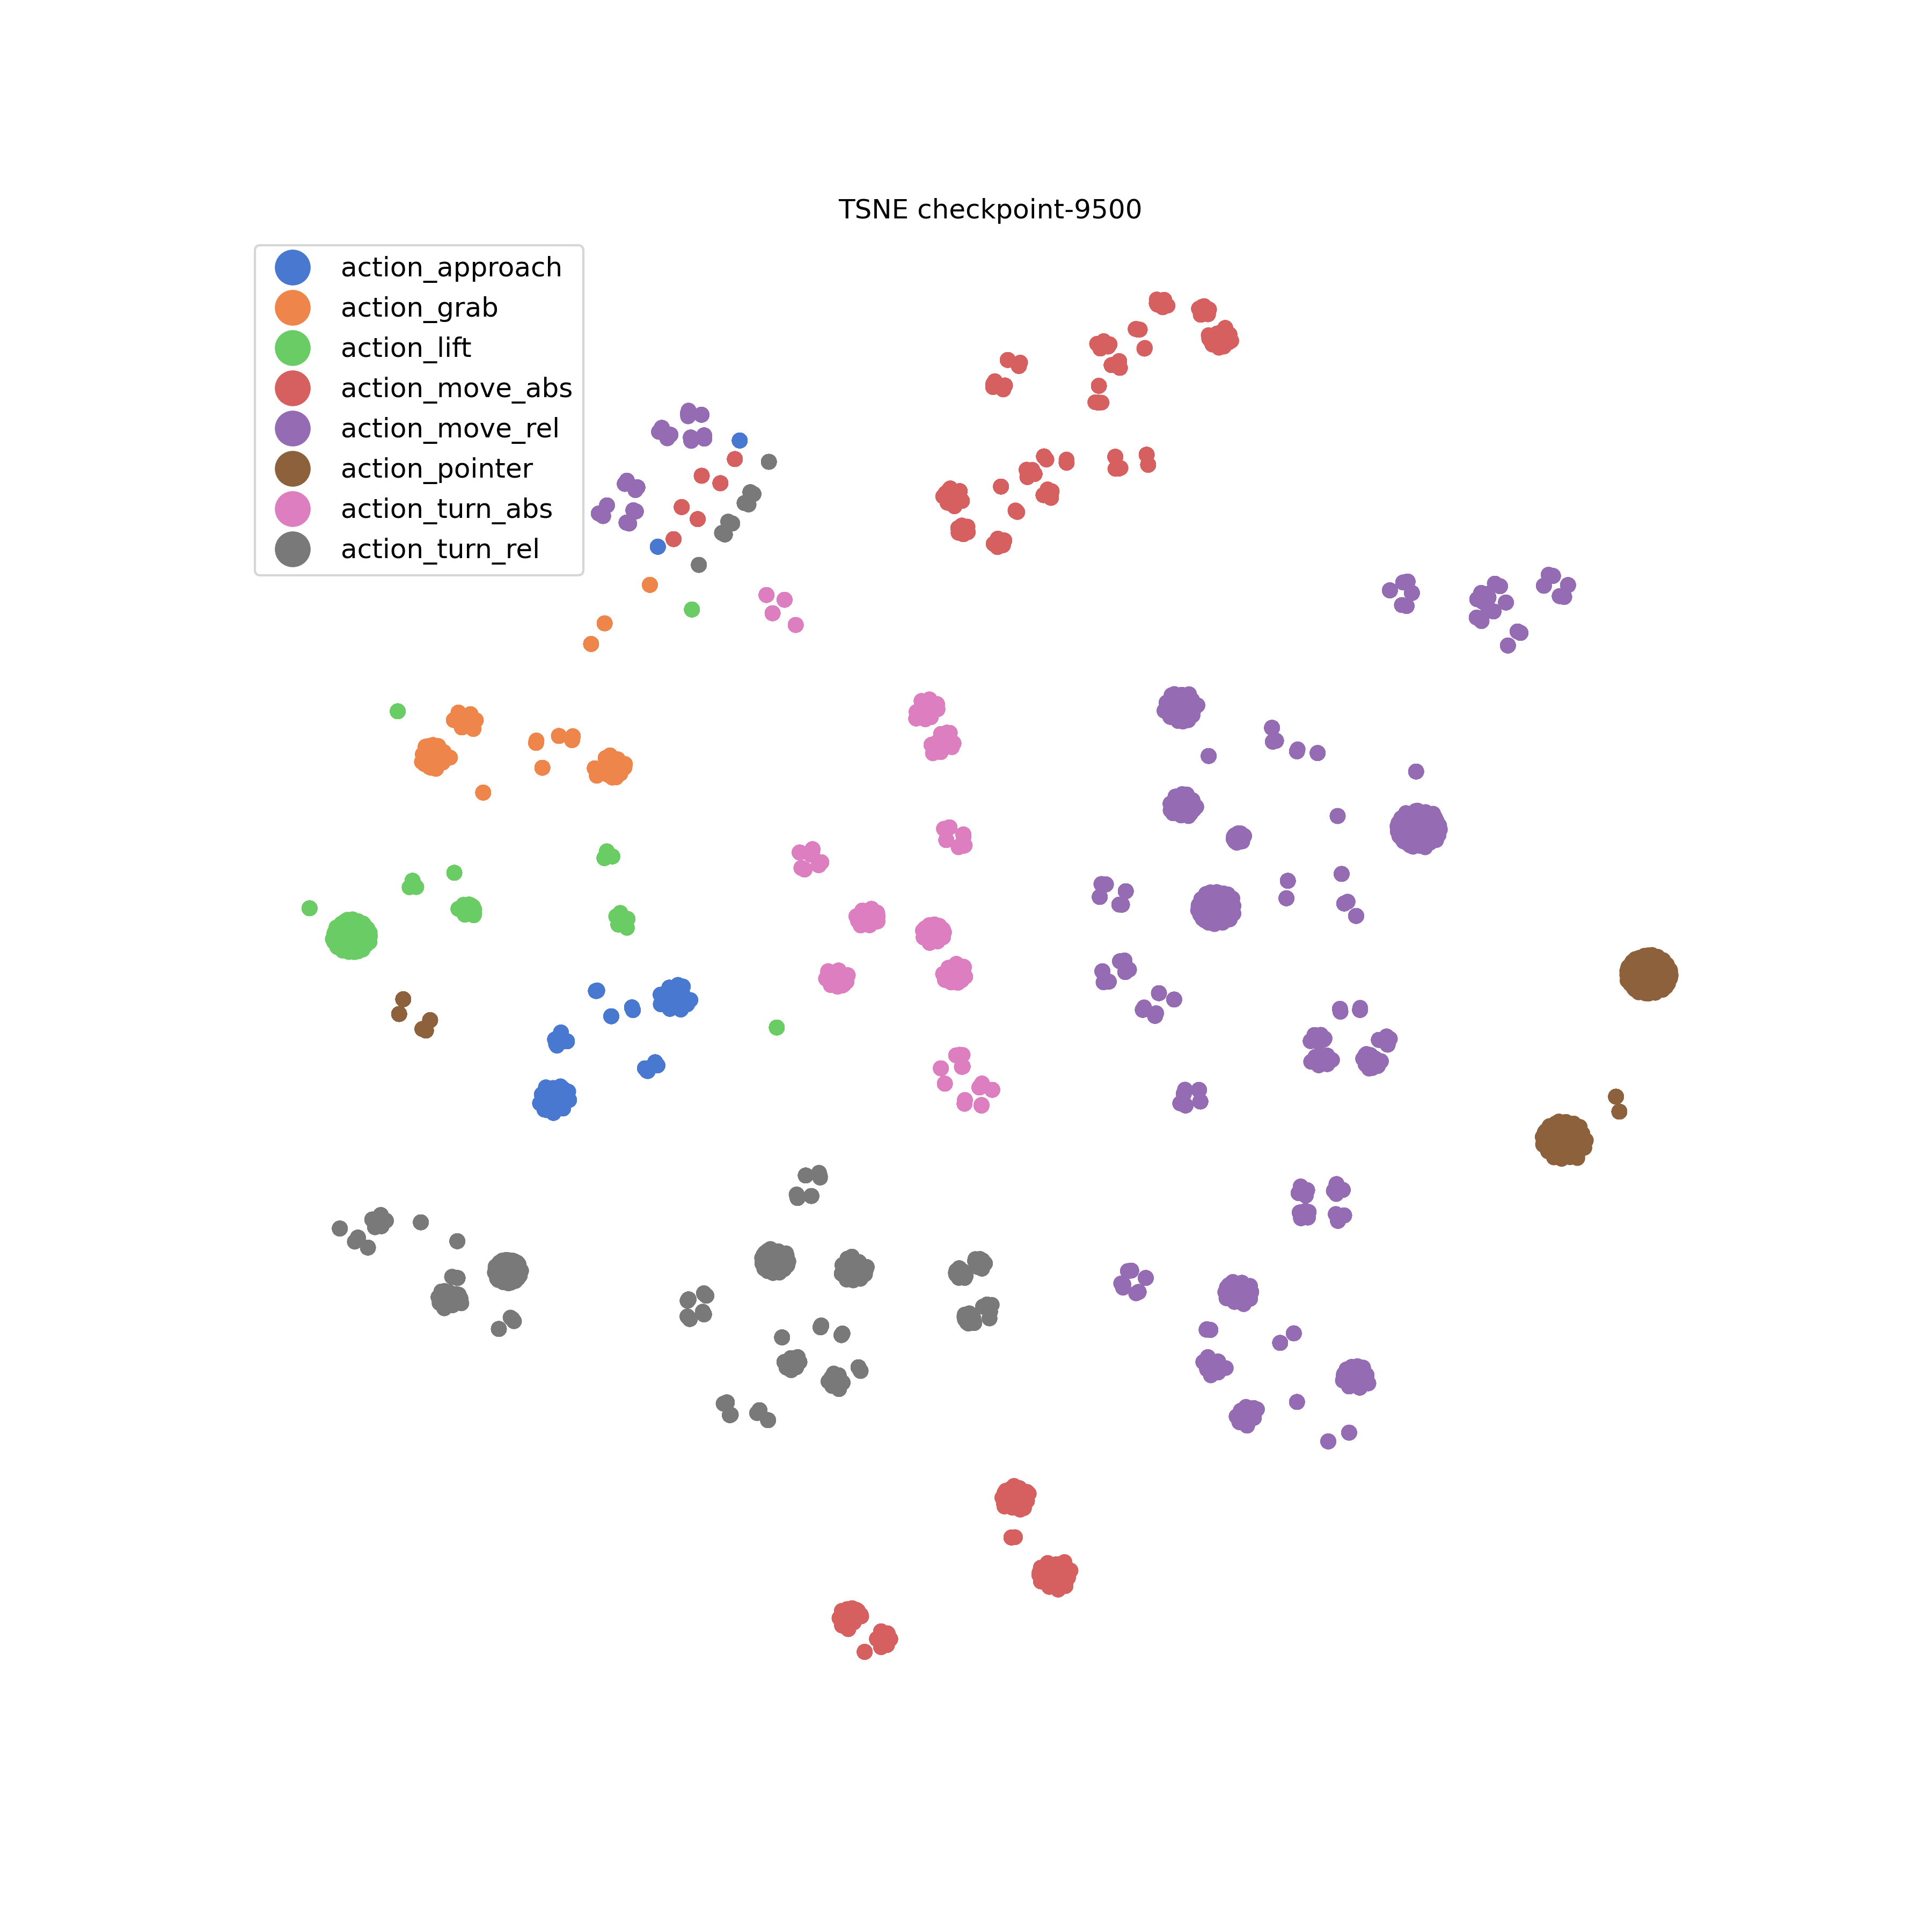 TSNE checkpoint-9500
action_approach
action_grab
action_lift
action_move_abs
action_move_rel
action_pointer
action_turn_abs
action_turn_rel